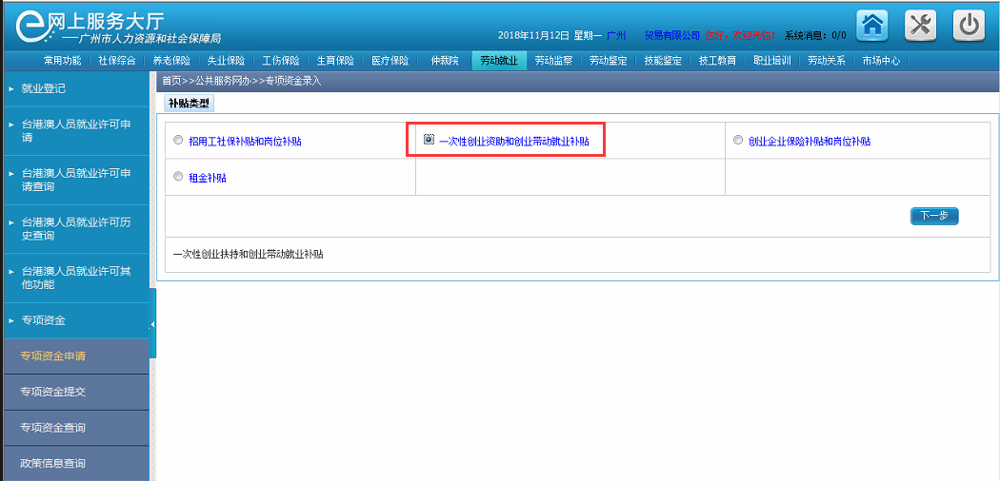 网上服务大厅
——广州市人力资源和社会保障局
2018年11月12日 星期一 广州 贸易有限公司 您好，欢迎光临！ 系统消息：0/0
常用功能 社保综合 养老保险 失业保险 工伤保险 生育保险 医疗保险 仲裁院 劳动就业 劳动监察 劳动鉴定 技能鉴定 技工教育 职业培训 劳动关系 市场中心
首页>>公共服务网办>>专项资金录入
就业登记
台港澳人员就业许可申
请
台港澳人员就业许可申
请查询
台港澳人员就业许可历
史查询
台港澳人员就业许可其
他功能
专项资金
专项资金申请
专项资金提交
专项资金查询
政策信息查询
补贴类型
招用工社保补贴和岗位补贴 一次性创业资助和创业带动就业补贴 创业企业保险补贴和岗位补贴
租金补贴
下一步
一次性创业扶持和创业带动就业补贴